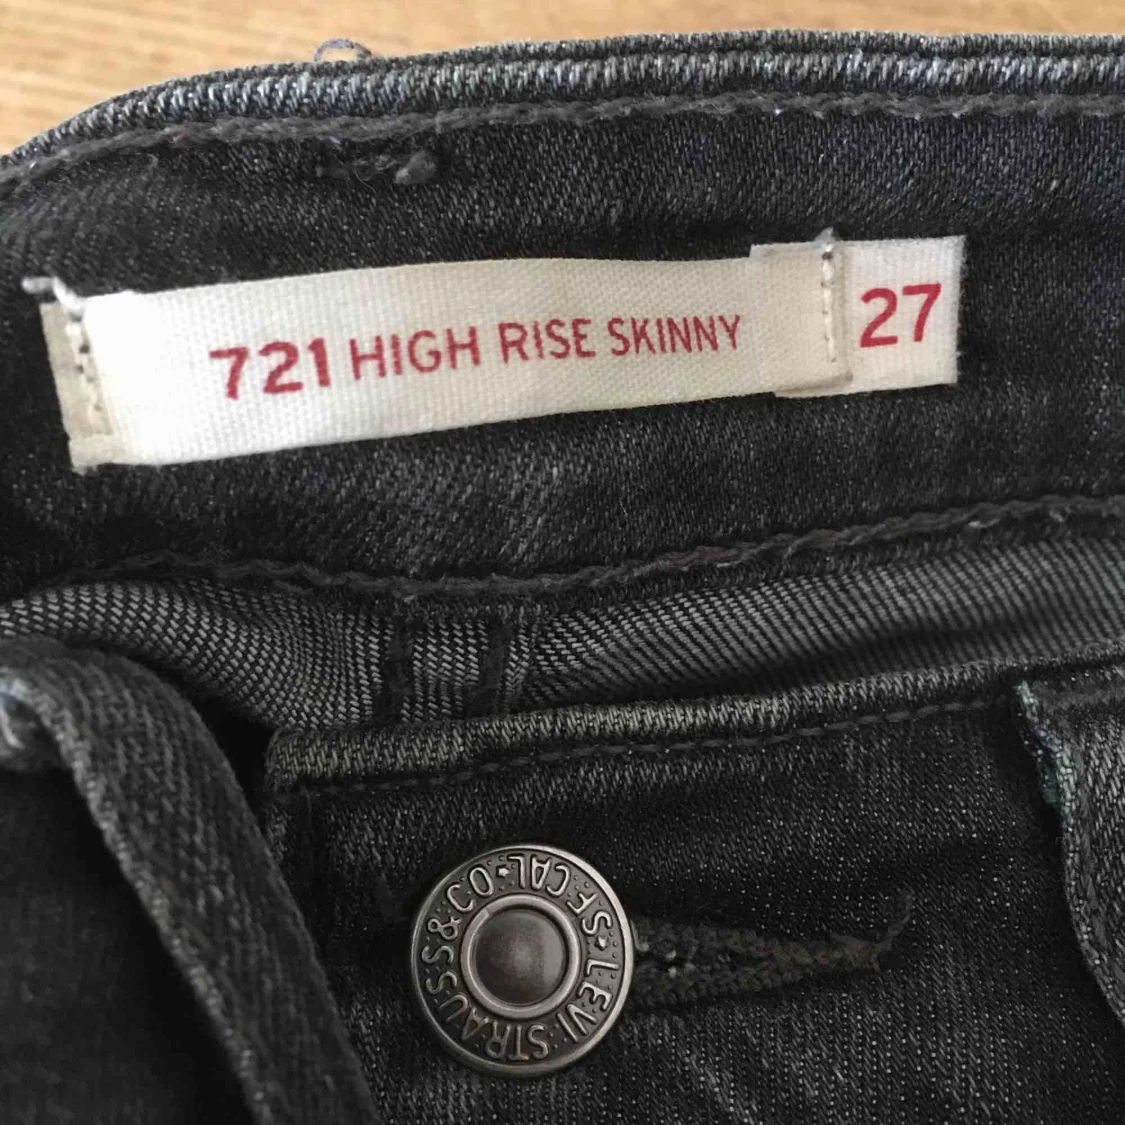 721 HIGH RISE SKINNY 27
LEVI STRAUSS & CO. S.F. CAL.